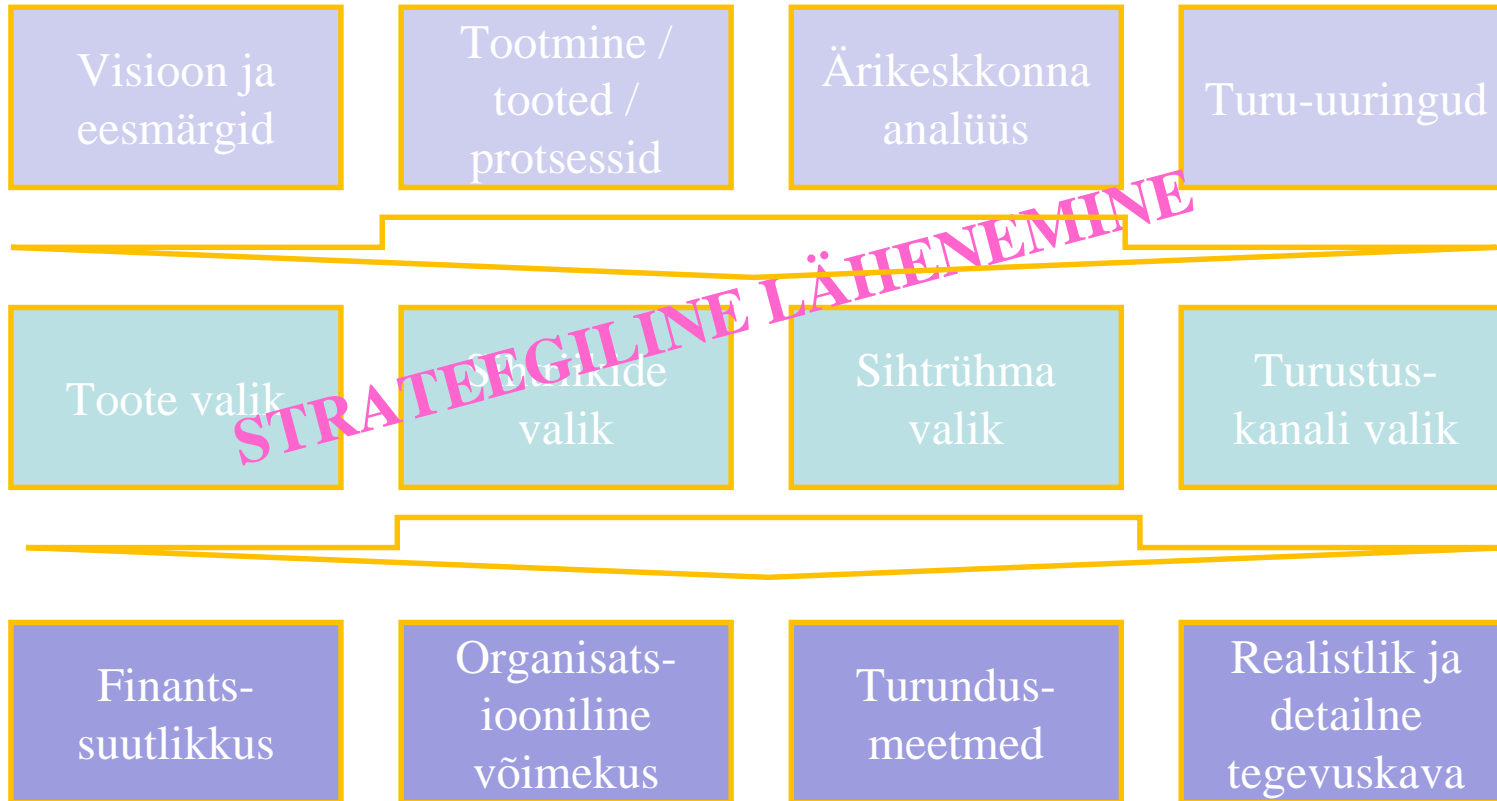 Visioon ja
eesmärgid
Tootmine /
tooted /
protsessid
Ärikeskkonna
analüüs
Turu-uuringud
STRATEEGILINE LÄHENEMINE
Toote valik
Sihtriikide
valik
Sihtrühma
valik
Turustus-
kanali valik
Finants-
suutlikkus
Organisats-
iooniline
võimekus
Turundus-
meetmed
Realistlik ja
detailne
tegevuskava